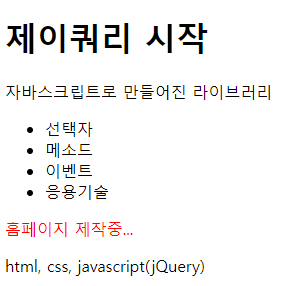 제이쿼리 시작
자바스크립트로 만들어진 라이브러리
선택자
메소드
이벤트
응용기술
홈페이지 제작중...
html, css, javascript(jQuery)